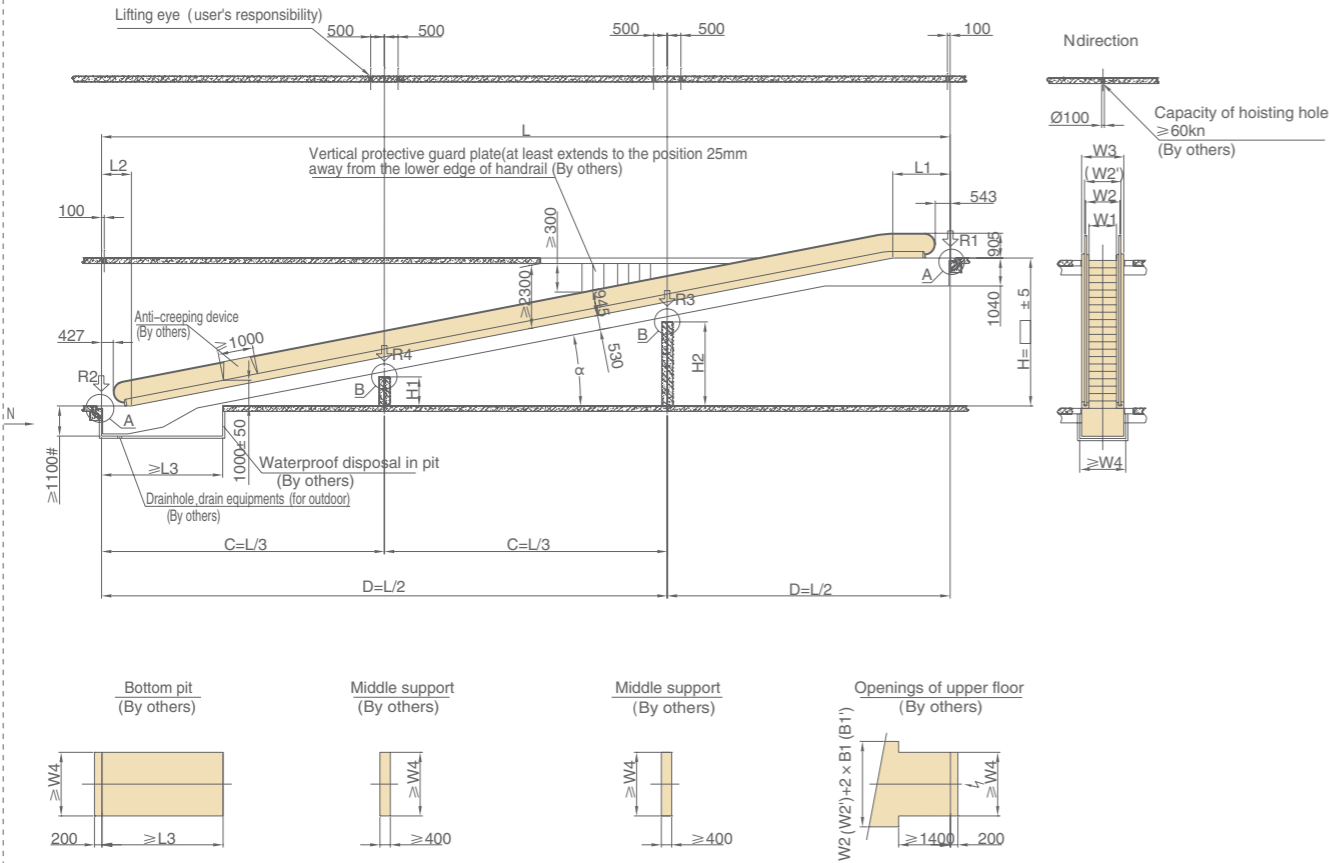 Lifting eye (user's responsibility)
500
500
500
500
100
Ndirection
Ø100
Capacity of hoisting hole
≥60kn
(By others)
L
Vertical protective guard plate(at least extends to the position 25mm
away from the lower edge of handrail (By others)
L2
L1
W3
(W2')
W2
W1
100
543
≥300
R1
905
A
≥2300
945
R3
1040
H=□ ±5
Anti-creeping device
(By others)
≥1000
427
530
B
R4
H2
R2
α
B
H1
N
A
≥1100#
1000±50
≥L3
Waterproof disposal in pit
(By others)
≥W4
Drainhole,drain equipments (for outdoor)
(By others)
C=L/3
C=L/3
D=L/2
D=L/2
Bottom pit
(By others)
Middle support
(By others)
Middle support
(By others)
Openings of upper floor
(By others)
≥W4
≥W4
≥W4
W2 (W2')+2×B1 (B1')
≥W4
200
≥L3
≥400
≥400
≥1400
200